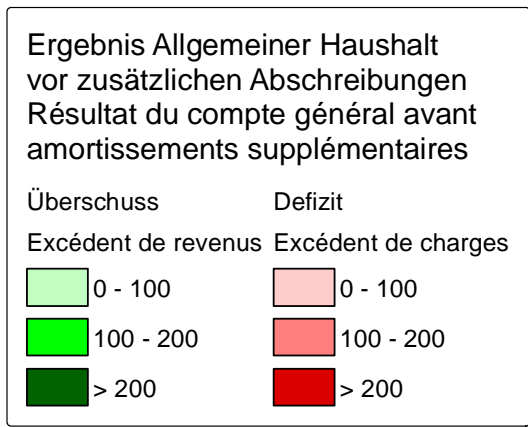 Ergebnis Allgemeiner Haushalt
vor zusätzlichen Abschreibungen
Résultat du compte général avant
amortissements supplémentaires
Überschuss Defizit
Excédent de revenus Excédent de charges
0 - 100 0 - 100
100 - 200 100 - 200
> 200 > 200